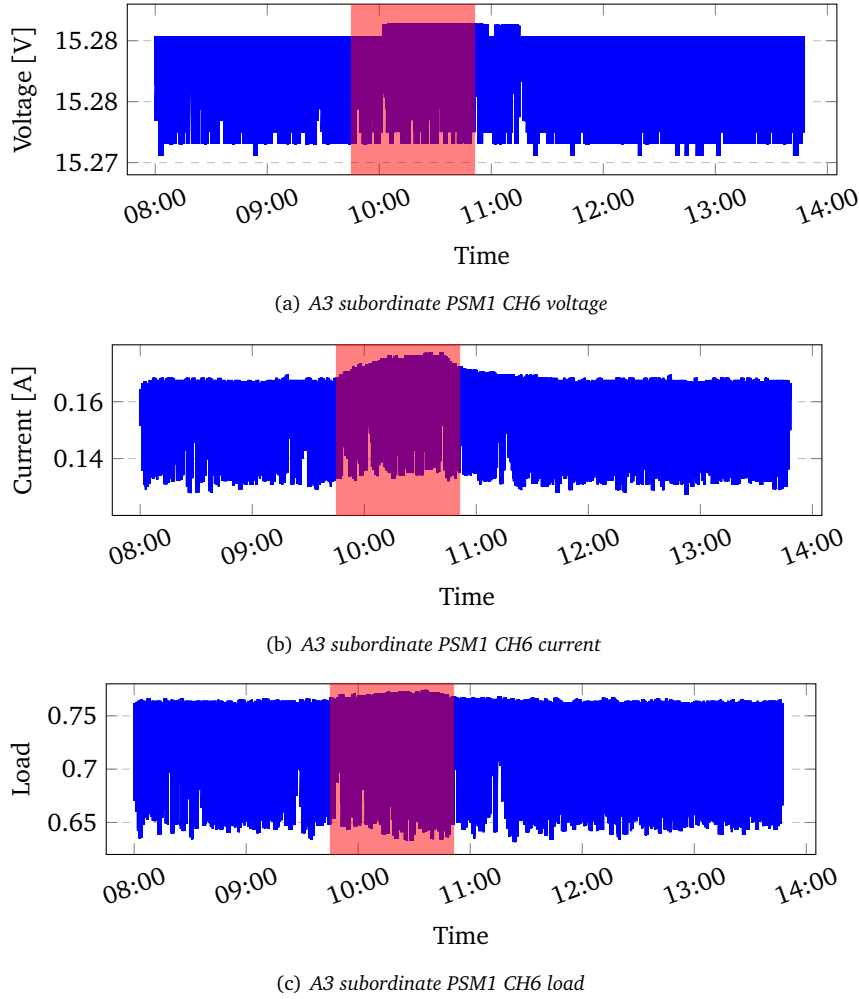 Voltage [V]
15.28
15.28
15.27
08:00 09:00 10:00 11:00 12:00 13:00 14:00
Time
(a) A3 subordinate PSM1 CH6 voltage
Current [A]
0.16
0.14
08:00 09:00 10:00 11:00 12:00 13:00 14:00
Time
(b) A3 subordinate PSM1 CH6 current
Load
0.75
0.7
0.65
08:00 09:00 10:00 11:00 12:00 13:00 14:00
Time
(c) A3 subordinate PSM1 CH6 load